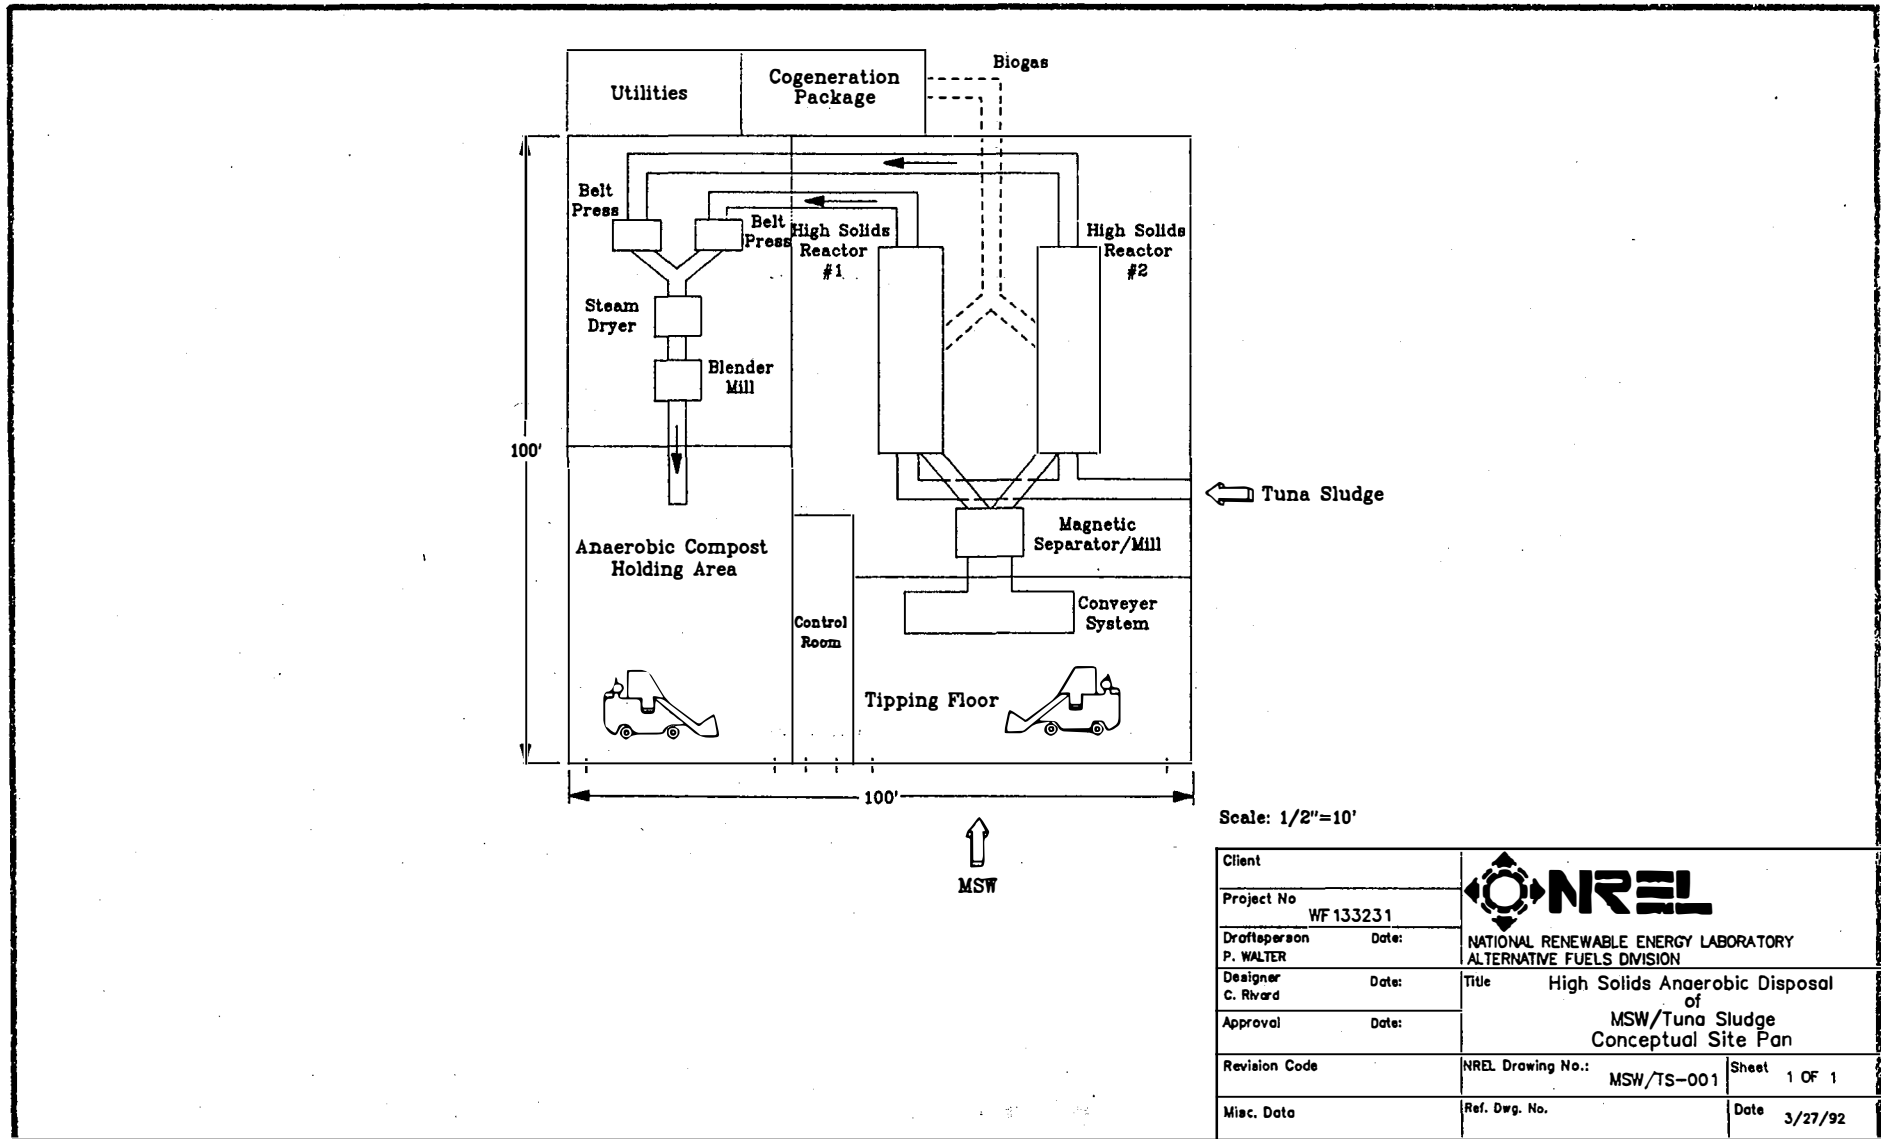 Biogas
Utilities
Cogeneration
Package
Belt
Press
Belt
Press
High Solids
Reactor
#1
High Solids
Reactor
#2
Steam
Dryer
Blender
Mill
100'
Tuna Sludge
Magnetic
Separator/Mill
Anaerobic Compost
Holding Area
Conveyer
System
Control
Room
Tipping Floor
100'
MSW
Scale: 1/2"=10'
Client
Project No
WF133231
Draftsperson Date:
P. WALTER
Designer Date:
C. Rivard
Approval Date:
Revision Code
Misc. Data
NREL
NATIONAL RENEWABLE ENERGY LABORATORY
ALTERNATIVE FUELS DIVISION
Title High Solids Anaerobic Disposal
of
MSW/Tuna Sludge
Conceptual Site Pan
NREL Drawing No.:
MSW/TS-001
Sheet 1 OF 1
Ref. Dwg. No.
Date 3/27/92